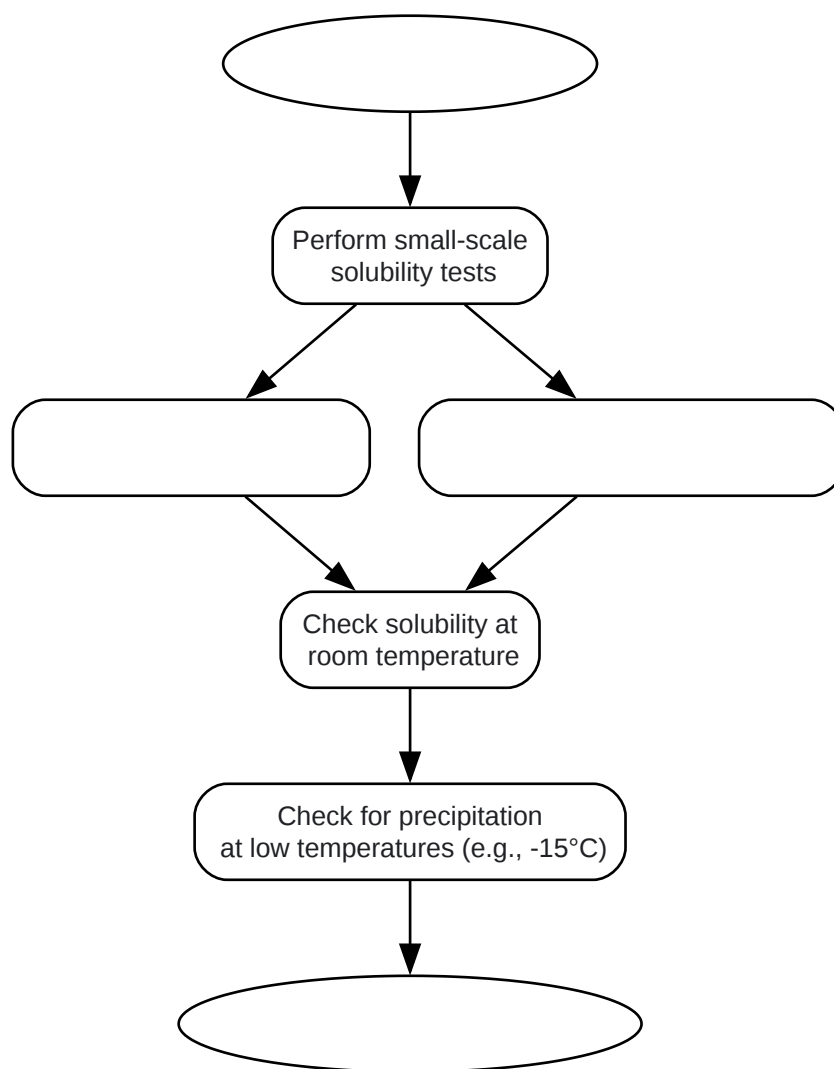 Perform small-scale
solubility tests
Check solubility at
room temperature
Check for precipitation
at low temperatures (e.g., -15°C)